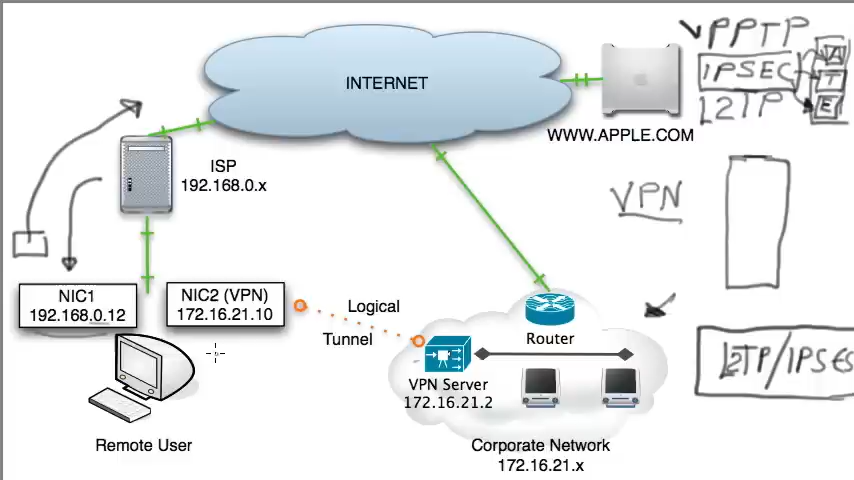 INTERNET
WWW.APPLE.COM
VPPTP
IPSEC
L2TP
A
T
E
ISP
192.168.0.x
VPN
NIC1
192.168.0.12
NIC2 (VPN)
172.16.21.10
Logical
Tunnel
Router
VPN Server
172.16.21.2
L2TP/IPSES
Remote User
Corporate Network
172.16.21.x